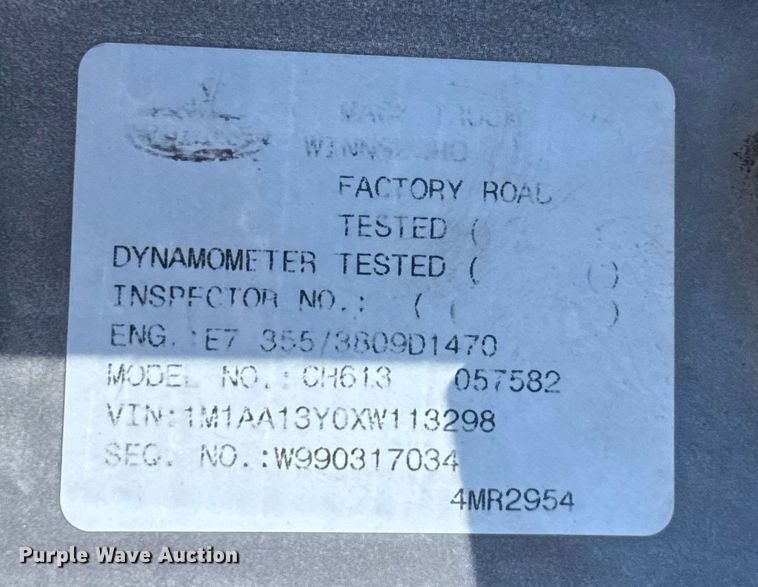 FACTORY ROAD
TESTED (
DYNAMOMETER TESTED ( ( )
INSPECTOR NO.: ( ( )
ENG.:E7 355/3809D1470
MODEL NO.:CH613 057582
VIN:1M1AA13Y0XW113298
SEQ. NO.:W990317034
4MR2954
Purple Wave Auction